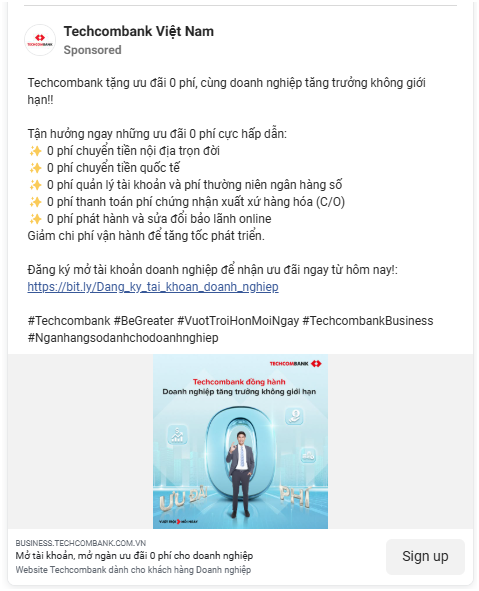 TECHCOMBANK
Techcombank Việt Nam
Sponsored
Techcombank tặng ưu đãi 0 phí, cùng doanh nghiệp tăng trưởng không giới
hạn!!
Tận hưởng ngay những ưu đãi 0 phí cực hấp dẫn:
✨ 0 phí chuyển tiền nội địa trọn đời
✨ 0 phí chuyển tiền quốc tế
✨ 0 phí quản lý tài khoản và phí thường niên ngân hàng số
✨ 0 phí thanh toán phí chứng nhận xuất xứ hàng hóa (C/O)
✨ 0 phí phát hành và sửa đổi bảo lãnh online
Giảm chi phí vận hành để tăng tốc phát triển.
Đăng ký mở tài khoản doanh nghiệp để nhận ưu đãi ngay từ hôm nay!:
https://bit.ly/Dang_ky_tai_khoan_doanh_nghiep
#Techcombank #BeGreater #VuotTroiHonMoiNgay #TechcombankBusiness
#Nganhangsodanhchodoanhnghiep
TECHCOMBANK
Techcombank đồng hành
Doanh nghiệp tăng trưởng không giới hạn
0
ƯU ĐÃI PHÍ
VƯỢT TRỘI HƠN MỖI NGÀY
BUSINESS.TECHCOMBANK.COM.VN
Mở tài khoản, mở ngàn ưu đãi 0 phí cho doanh nghiệp
Website Techcombank dành cho khách hàng Doanh nghiệp
Sign up